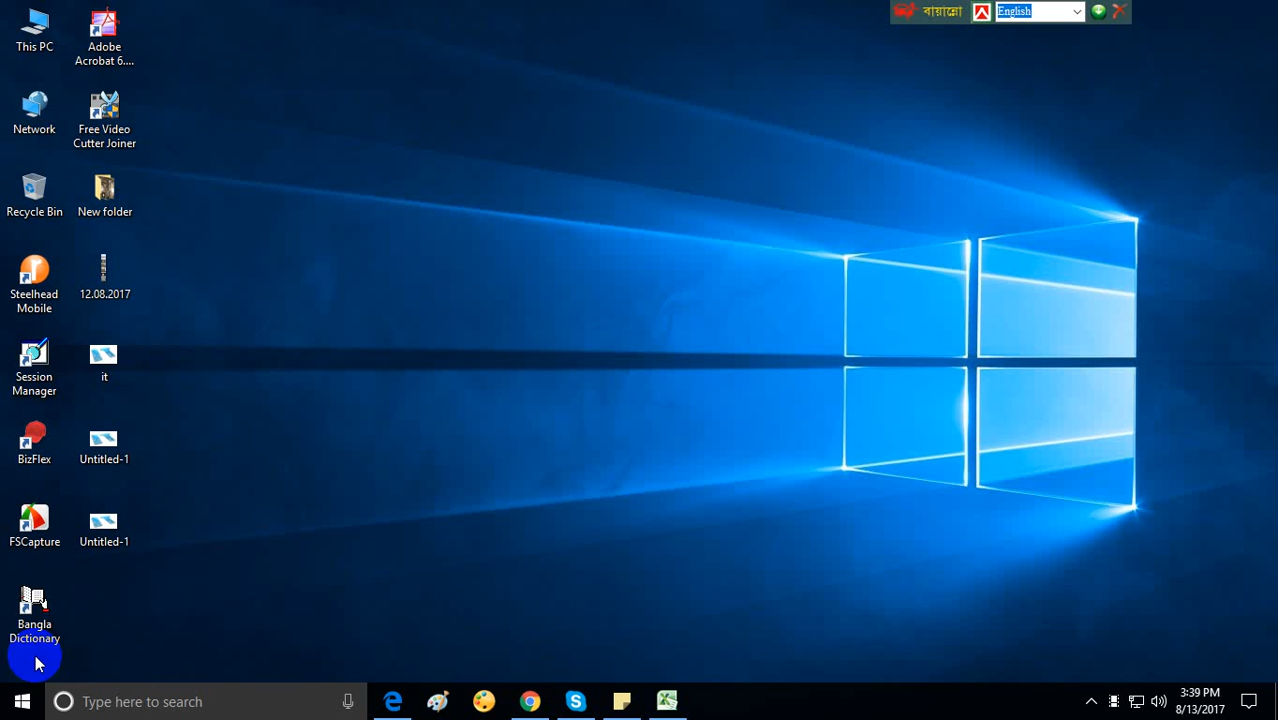 বায়ান্নো
English
This PC
Adobe
Acrobat 6....
Network
Free Video
Cutter Joiner
Recycle Bin
New folder
Steelhead
Mobile
12.08.2017
Session
Manager
it
BizFlex
Untitled-1
FSCapture
Untitled-1
Bangla
Dictionary
Type here to search
3:39 PM
8/13/2017